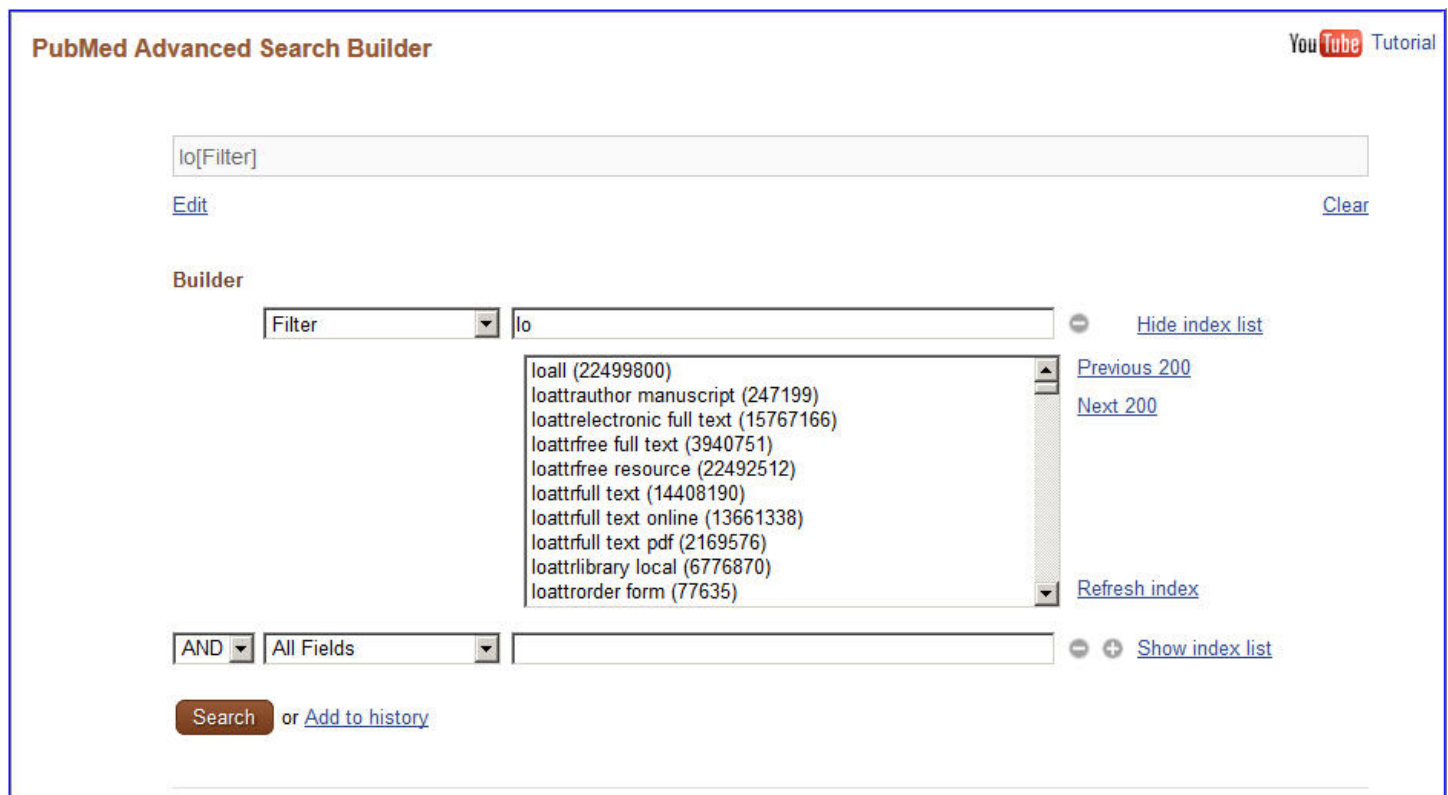 PubMed Advanced Search Builder
You Tube Tutorial
lo[Filter]
Edit Clear
Builder
Filter lo Hide index list
loall (22499800) Previous 200
loattrauthor manuscript (247199)
loattrelectronic full text (15767166) Next 200
loattrfree full text (3940751)
loattrfree resource (22492512)
loattrfull text (14408190)
loattrfull text online (13661338)
loattrfull text pdf (2169576)
loattrlibrary local (6776870)
loattrorder form (77635) Refresh index
AND All Fields Show index list
Search or Add to history